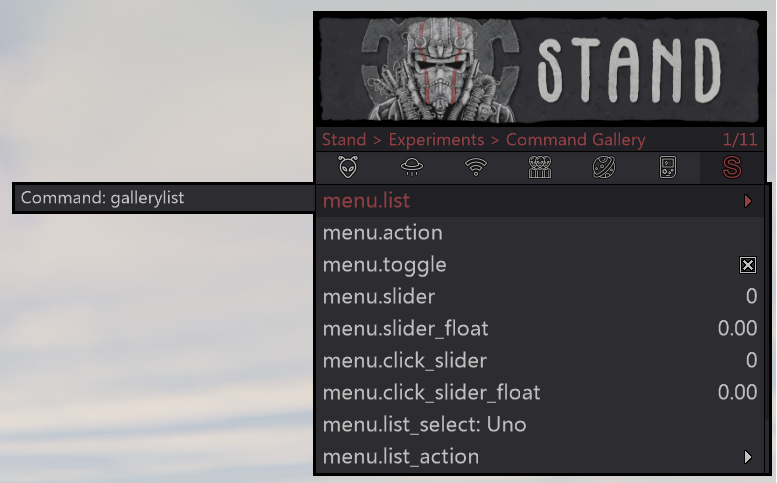 STAND
Stand > Experiments > Command Gallery 1/11
S
Command: gallerylist
menu.list
menu.action
menu.toggle
menu.slider 0
menu.slider_float 0.00
menu.click_slider 0
menu.click_slider_float 0.00
menu.list_select: Uno
menu.list_action